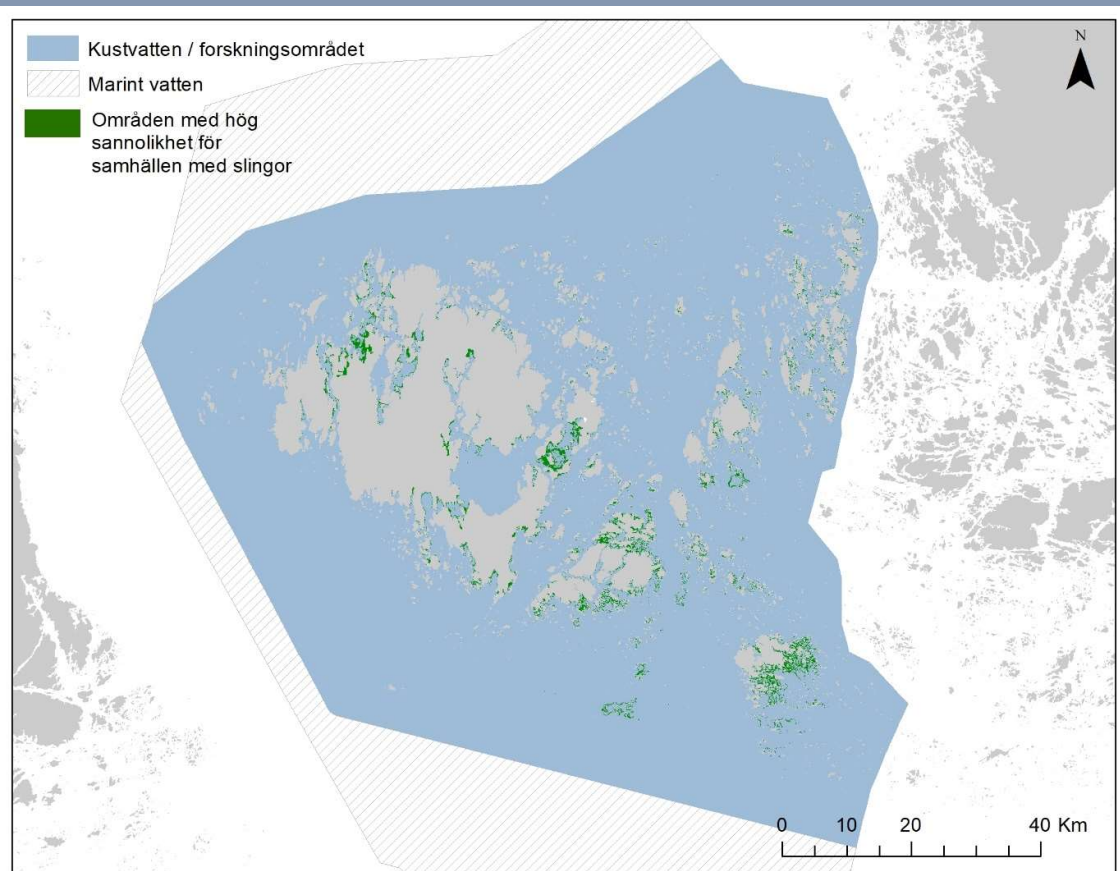 Kustvatten / forskningsområdet
Marint vatten
Områden med hög
sannolikhet för
samhällen med slingor
N
0 10 20 40 Km